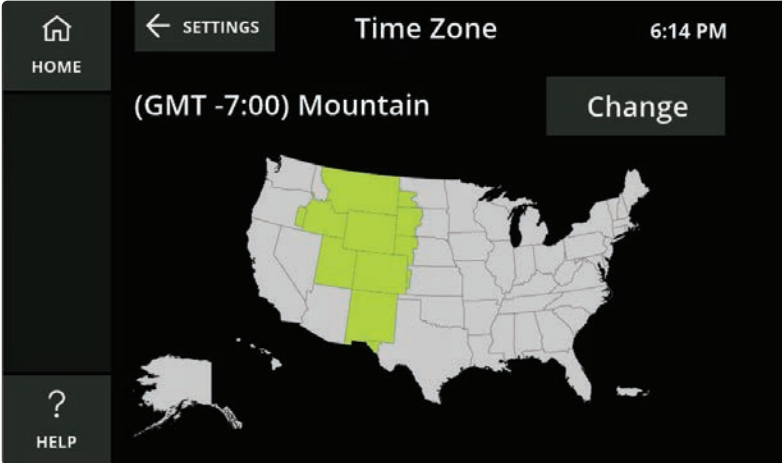 HOME
← SETTINGS
Time Zone
6:14 PM
(GMT -7:00) Mountain
Change
?
HELP